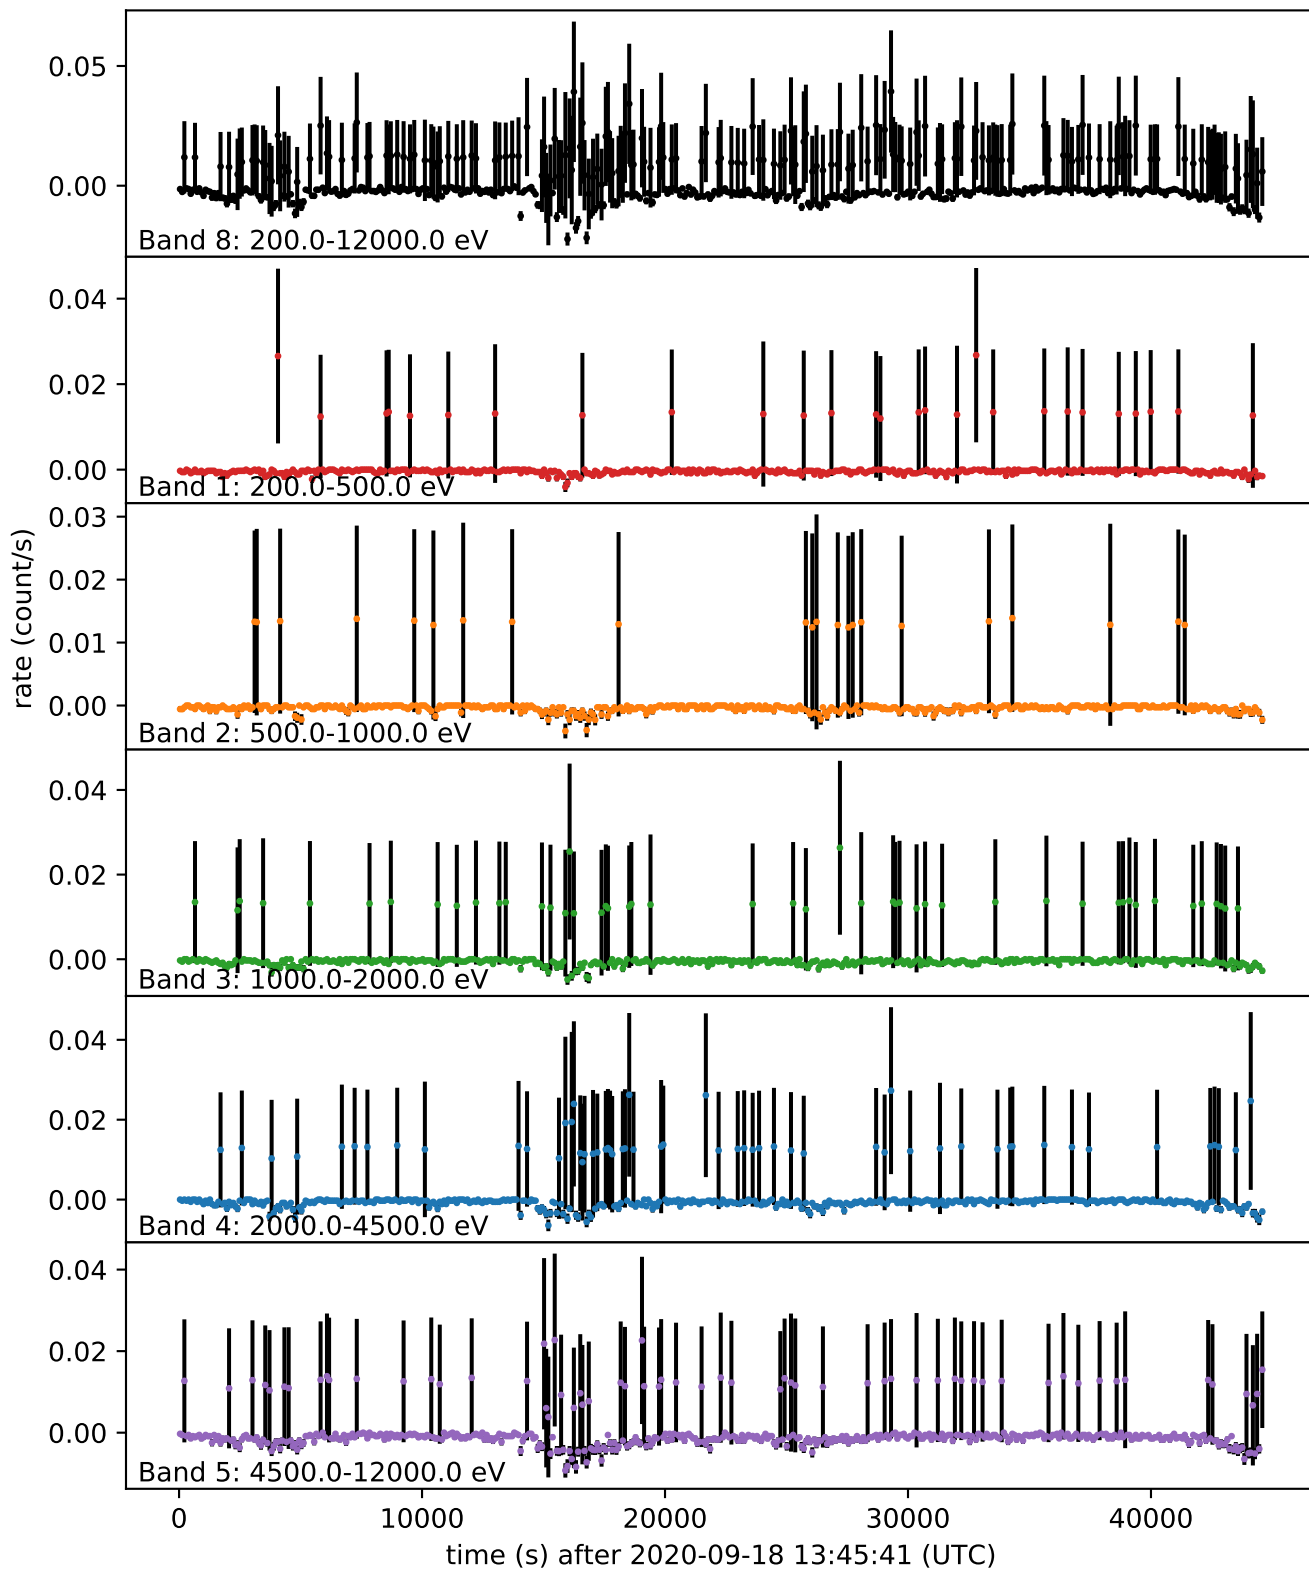 0.05
0.00
Band 8: 200.0-12000.0 eV
0.04
0.02
0.00
Band 1: 200.0-500.0 eV
0.03
0.02
0.01
0.00
Band 2: 500.0-1000.0 eV
rate (count/s)
0.04
0.02
0.00
Band 3: 1000.0-2000.0 eV
0.04
0.02
0.00
Band 4: 2000.0-4500.0 eV
0.04
0.02
0.00
Band 5: 4500.0-12000.0 eV
0 10000 20000 30000 40000
time (s) after 2020-09-18 13:45:41 (UTC)